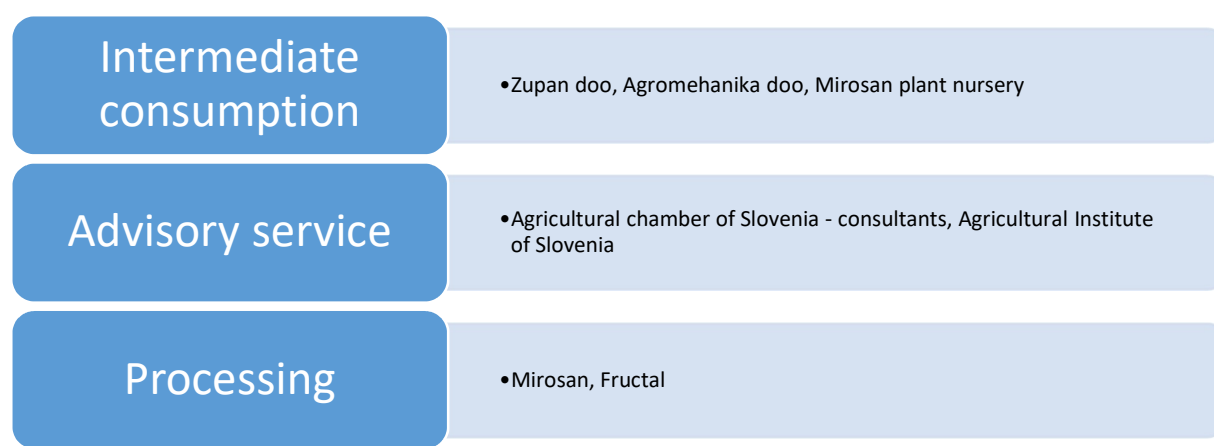 Intermediate
consumption
•Zupan doo, Agromehanika doo, Mirosan plant nursery
Advisory service
•Agricultural chamber of Slovenia - consultants, Agricultural Institute
of Slovenia
Processing
•Mirosan, Fructal